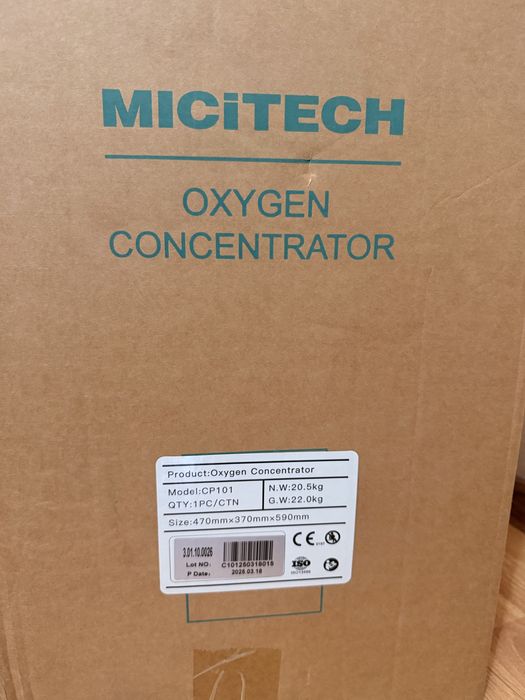 MICiTECH
OXYGEN
CONCENTRATOR
Product:Oxygen Concentrator
Model:CP101
QTY:1PC/CTN
N.W:20.5kg
G.W:22.0kg
Size:470mm×370mm×590mm
3.01.10.0026
Lot NO:
C101250318015
P Date:
2025.03.18
CE
ISO
ISO13485